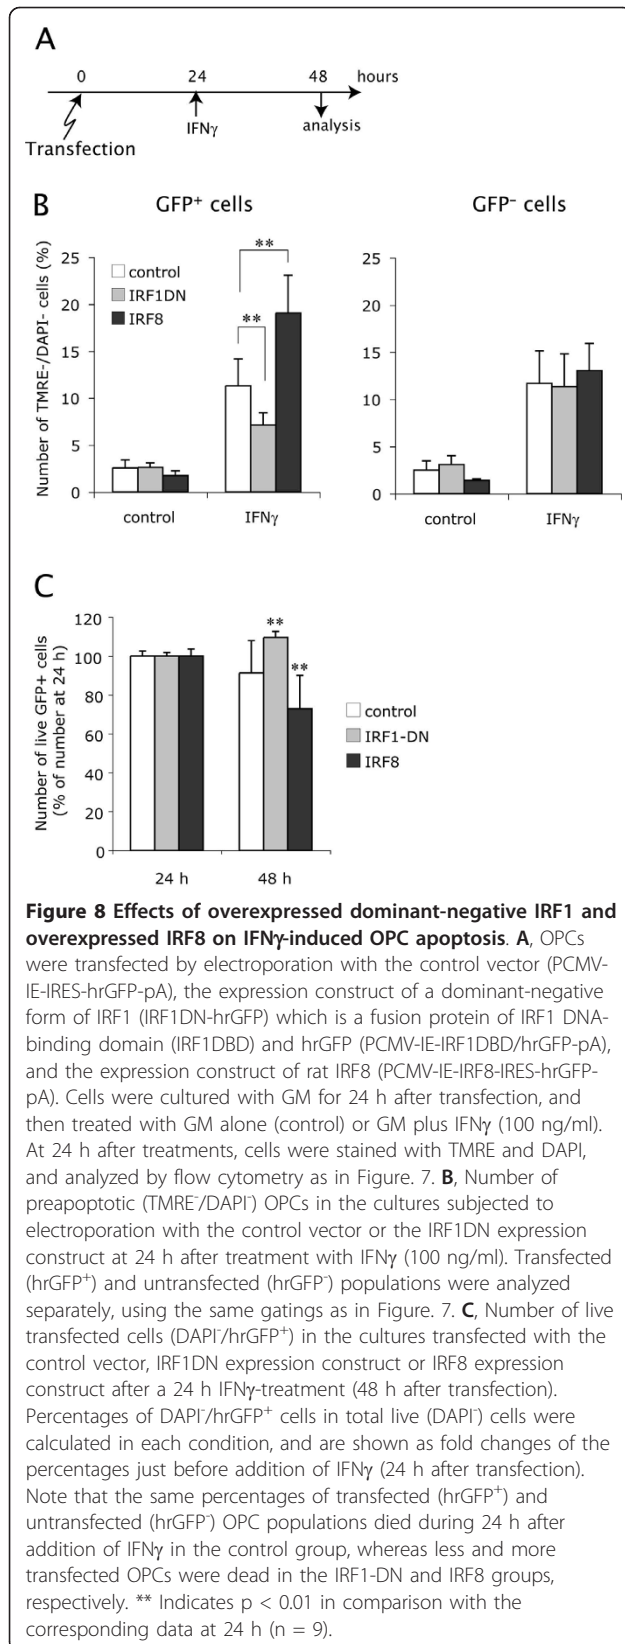 A
0 24 48 hours
IFNγ analysis
Transfection
B
GFP⁺ cells GFP⁻ cells
Number of TMRE-/DAPI- cells (%)
25
20
15
10
5
0
control
IRF1DN
IRF8
**
**
control IFNγ
25
20
15
10
5
0
control IFNγ
C
Number of live GFP+ cells
(% of number at 24 h)
120
100
80
60
40
20
0
**
**
24 h 48 h
control
IRF1-DN
IRF8
Figure 8 Effects of overexpressed dominant-negative IRF1 and
overexpressed IRF8 on IFNγ-induced OPC apoptosis. A, OPCs
were transfected by electroporation with the control vector (PCMV-
IE-IRES-hrGFP-pA), the expression construct of a dominant-negative
form of IRF1 (IRF1DN-hrGFP) which is a fusion protein of IRF1 DNA-
binding domain (IRF1DBD) and hrGFP (PCMV-IE-IRF1DBD/hrGFP-pA),
and the expression construct of rat IRF8 (PCMV-IE-IRF8-IRES-hrGFP-
pA). Cells were cultured with GM for 24 h after transfection, and
then treated with GM alone (control) or GM plus IFNγ (100 ng/ml).
At 24 h after treatments, cells were stained with TMRE and DAPI,
and analyzed by flow cytometry as in Figure. 7. B, Number of
preapoptotic (TMRE⁻/DAPI⁻) OPCs in the cultures subjected to
electroporation with the control vector or the IRF1DN expression
construct at 24 h after treatment with IFNγ (100 ng/ml). Transfected
(hrGFP⁺) and untransfected (hrGFP⁻) populations were analyzed
separately, using the same gatings as in Figure. 7. C, Number of live
transfected cells (DAPI⁻/hrGFP⁺) in the cultures transfected with the
control vector, IRF1DN expression construct or IRF8 expression
construct after a 24 h IFNγ-treatment (48 h after transfection).
Percentages of DAPI⁻/hrGFP⁺ cells in total live (DAPI⁻) cells were
calculated in each condition, and are shown as fold changes of the
percentages just before addition of IFNγ (24 h after transfection).
Note that the same percentages of transfected (hrGFP⁺) and
untransfected (hrGFP⁻) OPC populations died during 24 h after
addition of IFNγ in the control group, whereas less and more
transfected OPCs were dead in the IRF1-DN and IRF8 groups,
respectively. ** Indicates p < 0.01 in comparison with the
corresponding data at 24 h (n = 9).